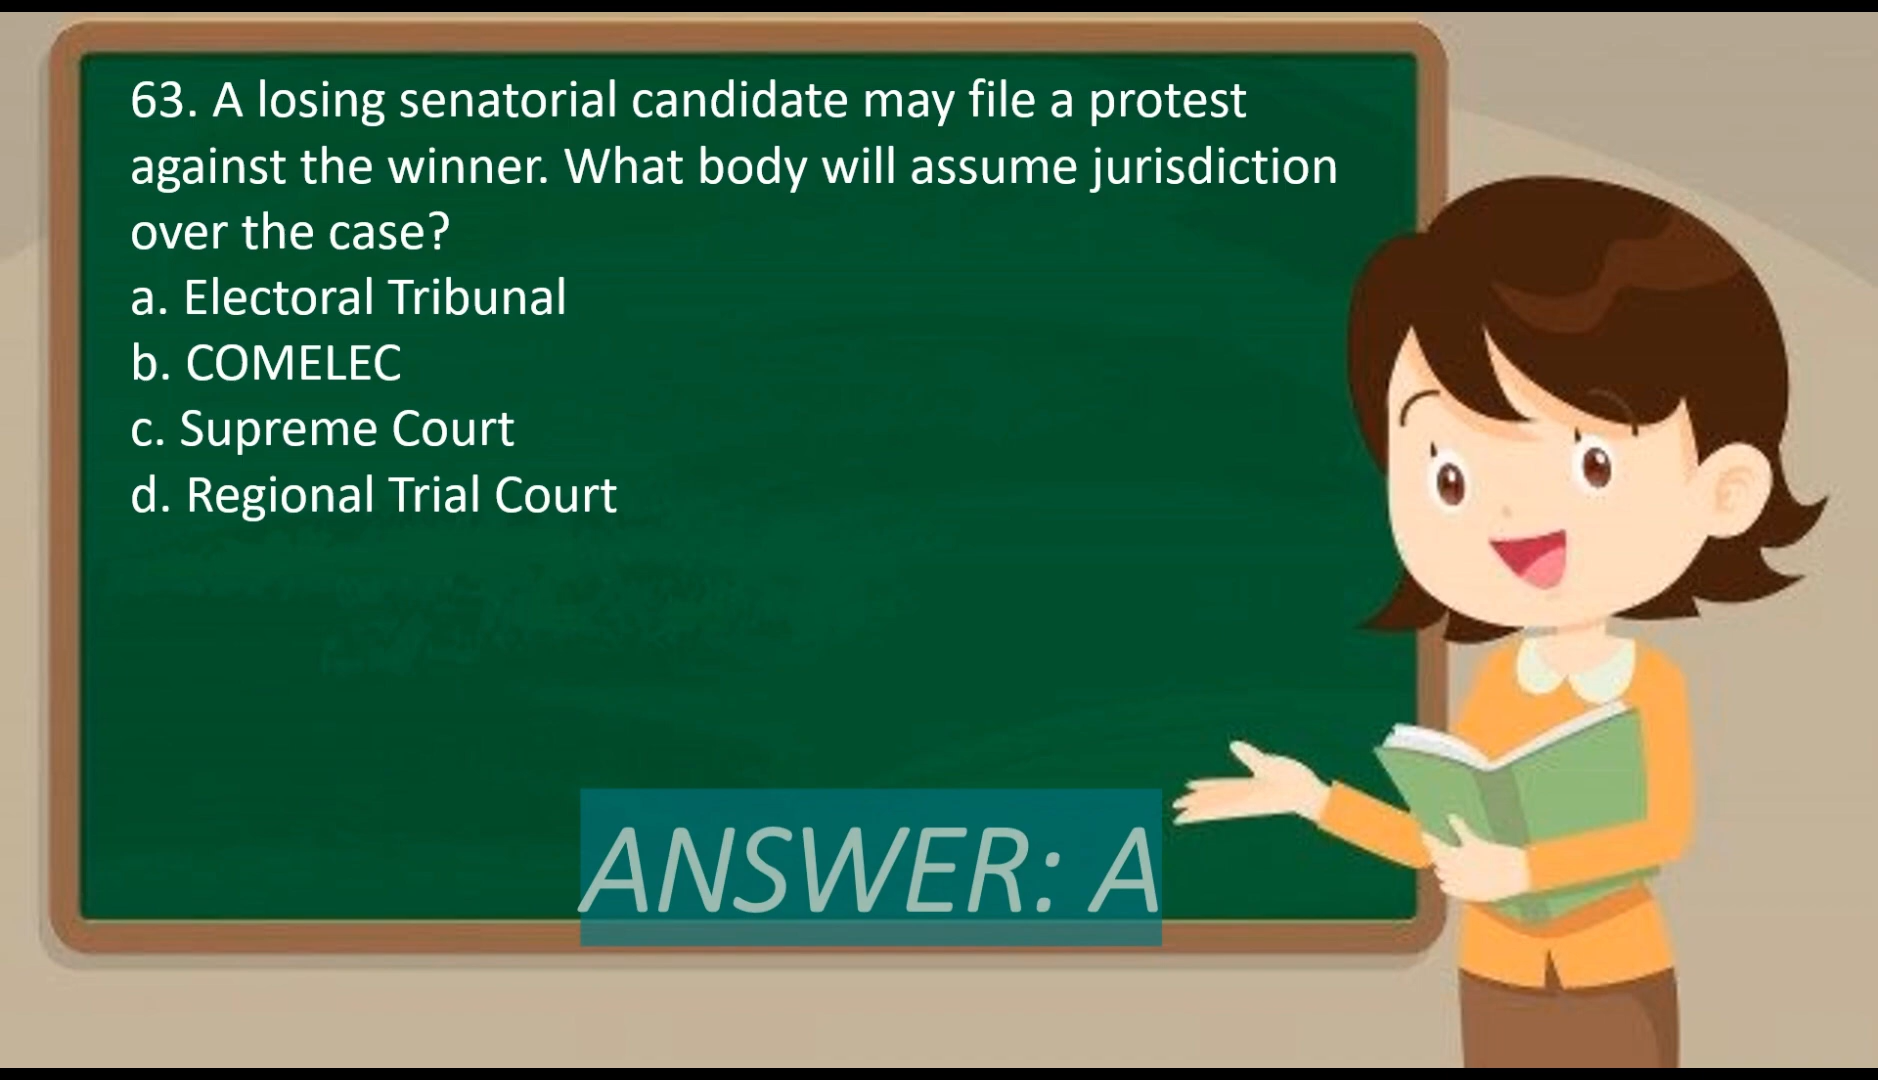 63. A losing senatorial candidate may file a protest
against the winner. What body will assume jurisdiction
over the case?
a. Electoral Tribunal
b. COMELEC
c. Supreme Court
d. Regional Trial Court
ANSWER: A